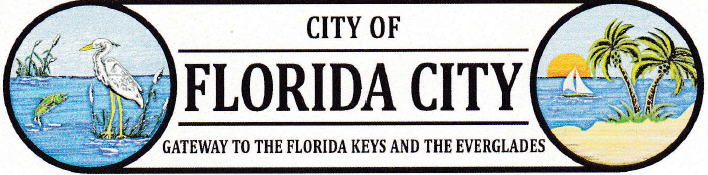 CITY OF
FLORIDA CITY
GATEWAY TO THE FLORIDA KEYS AND THE EVERGLADES